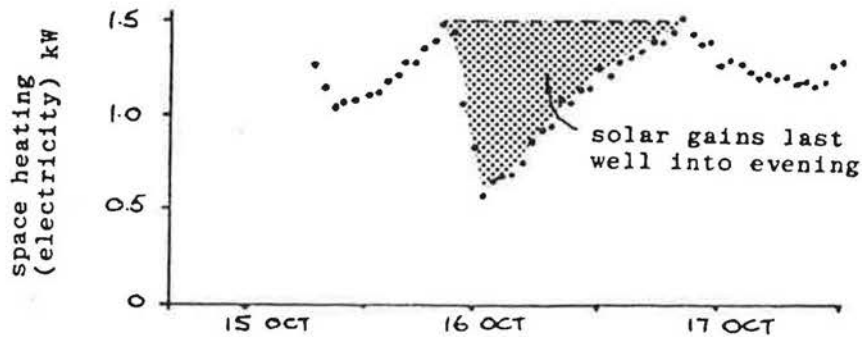 space heating
(electricity) kW
1.5
1.0
0.5
0
solar gains last
well into evening
15 OCT
16 OCT
17 OCT